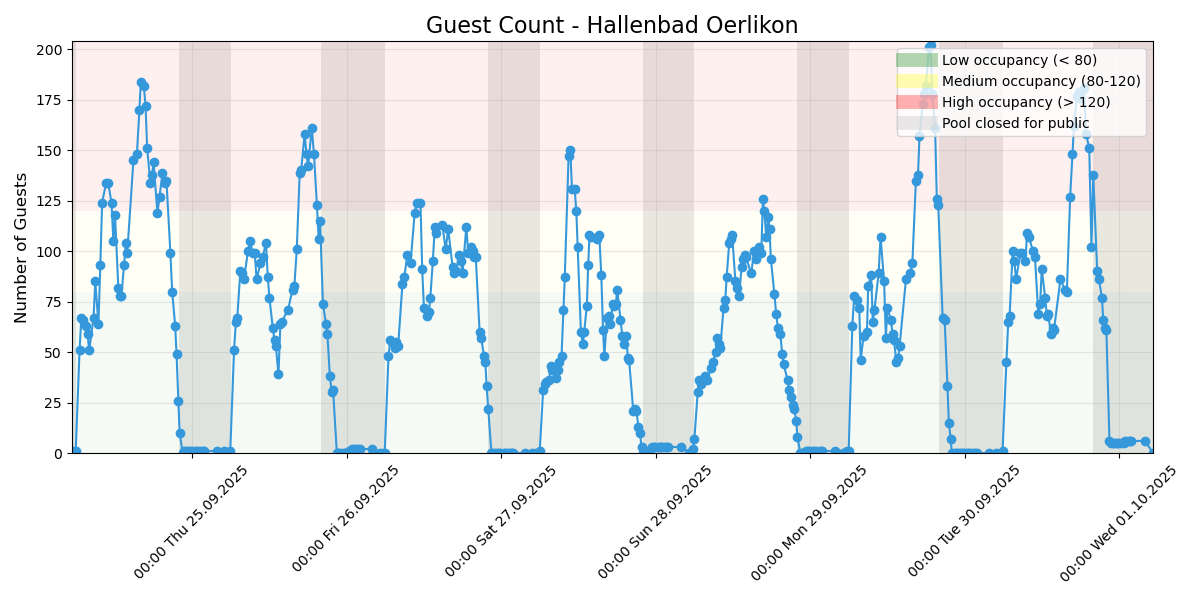 Guest Count - Hallenbad Oerlikon
Number of Guests
200
175
150
125
100
75
50
25
0
Low occupancy (< 80)
Medium occupancy (80-120)
High occupancy (> 120)
Pool closed for public
00:00 Thu 25.09.2025
00:00 Fri 26.09.2025
00:00 Sat 27.09.2025
00:00 Sun 28.09.2025
00:00 Mon 29.09.2025
00:00 Tue 30.09.2025
00:00 Wed 01.10.2025